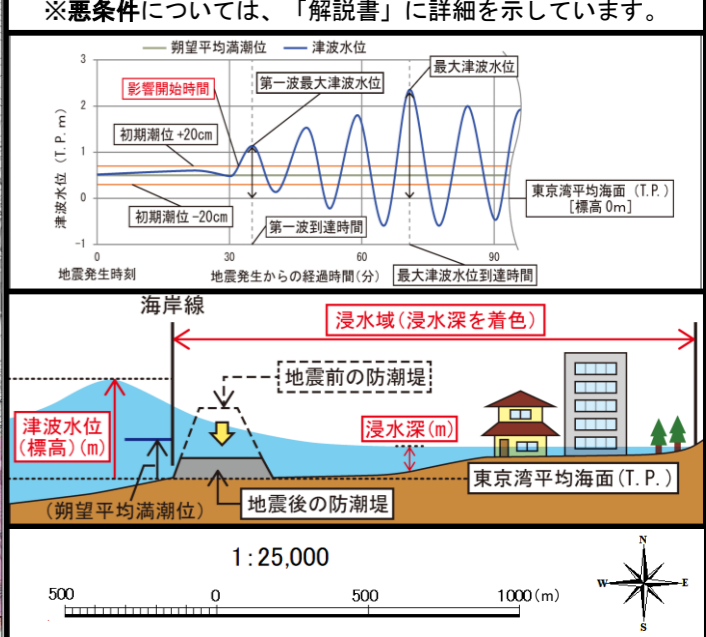 ※悪条件については、「解説書」に詳細を示しています。
朔望平均満潮位 津波水位
3
2
1
0
-1
津波水位（T.P.m）
影響開始時間
第一波最大津波水位
最大津波水位
初期潮位+20cm
初期潮位-20cm
東京湾平均海面（T.P.）
[標高0m]
第一波到達時間
0 30 60 90
地震発生時刻
地震発生からの経過時間(分)
最大津波水位到達時間
海岸線
浸水域(浸水深を着色)
地震前の防潮堤
津波水位
(標高)(m)
浸水深(m)
東京湾平均海面(T.P.)
(朔望平均満潮位)
地震後の防潮堤
1:25,000
500 0 500 1000(m)
N
W E
S